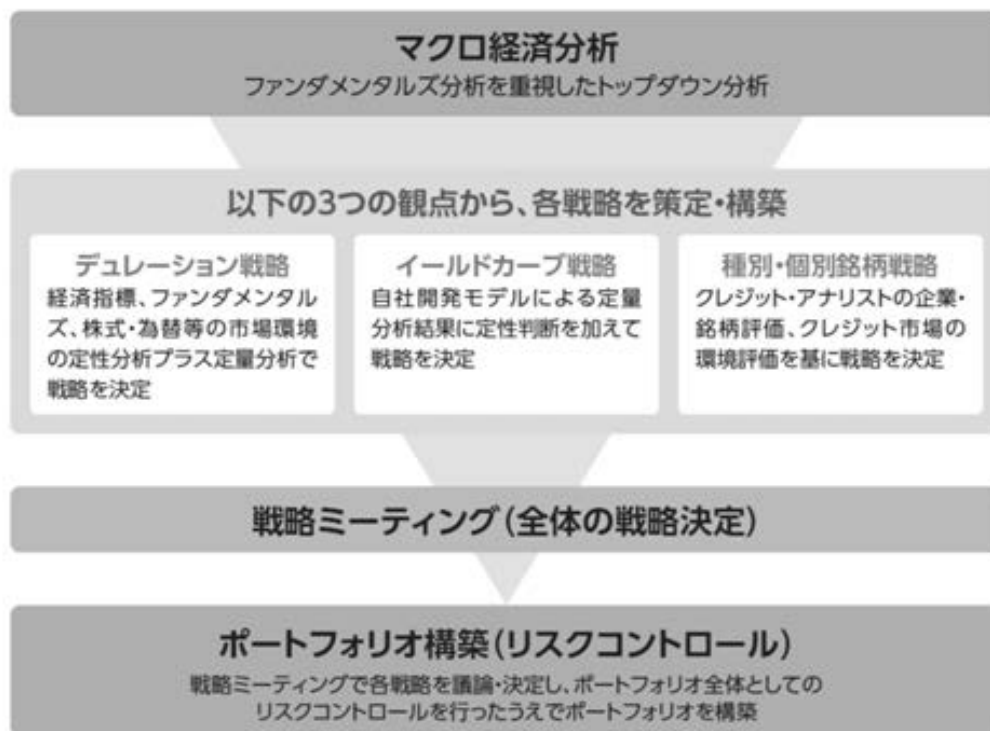 マクロ経済分析
ファンダメンタルズ分析を重視したトップダウン分析
以下の3つの観点から、各戦略を策定・構築
デュレーション戦略
経済指標、ファンダメンタル
ズ、株式・為替等の市場環境
の定性分析プラス定量分析で
戦略を決定
イールドカーブ戦略
自社開発モデルによる定量
分析結果に定性判断を加えて
戦略を決定
種別・個別銘柄戦略
クレジット・アナリストの企業・
銘柄評価、クレジット市場の
環境評価を基に戦略を決定
戦略ミーティング(全体の戦略決定)
ポートフォリオ構築(リスクコントロール)
戦略ミーティングで各戦略を議論・決定し、ポートフォリオ全体としての
リスクコントロールを行ったうえでポートフォリオを構築